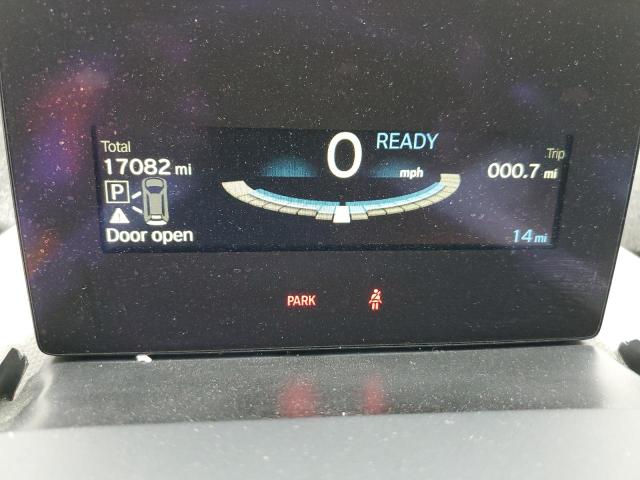 Total
17082 mi
0 READY
mph
Trip
000.7 mi
P
Door open
14 mi
PARK